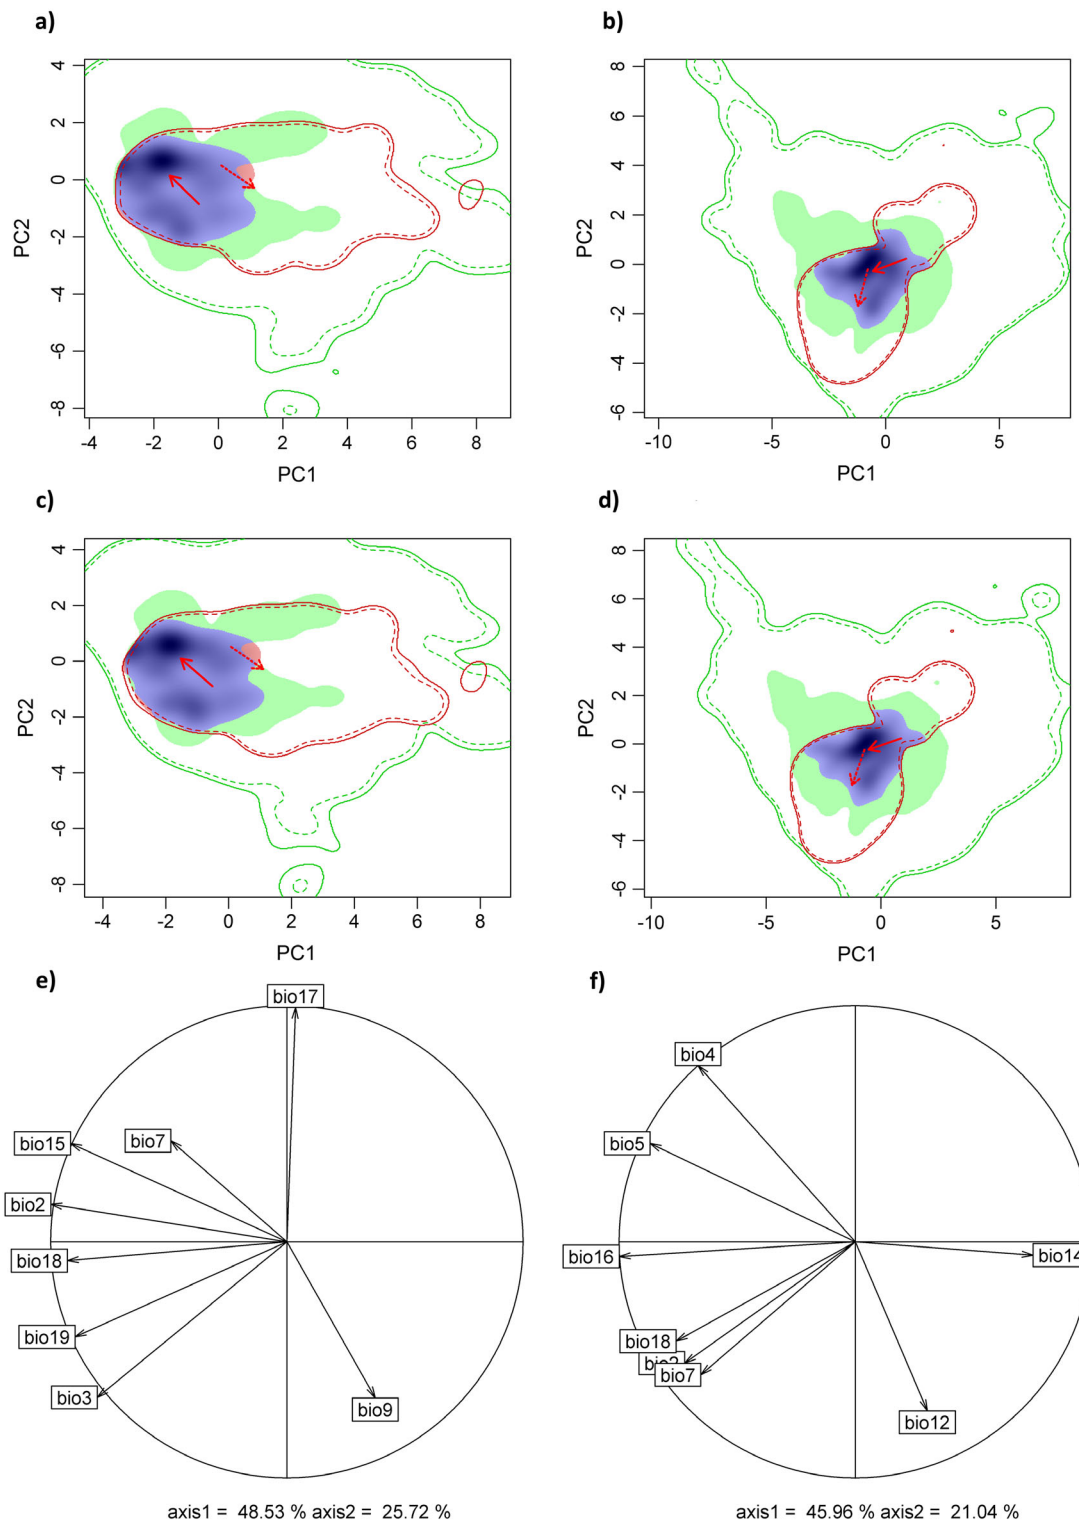 a)
4
2
0
-2
-4
-6
-8
PC2
-4 -2 0 2 4 6 8
PC1
b)
8
6
4
2
0
-2
-4
-6
PC2
-10 -5 0 5
PC1
c)
4
2
0
-2
-4
-6
-8
PC2
-4 -2 0 2 4 6 8
PC1
d)
8
6
4
2
0
-2
-4
-6
PC2
-10 -5 0 5
PC1
e)
bio17
bio15
bio7
bio2
bio18
bio19
bio3
bio9
axis1 = 48.53 % axis2 = 25.72 %
f)
bio4
bio5
bio16
bio14
bio18
bio7
bio12
axis1 = 45.96 % axis2 = 21.04 %